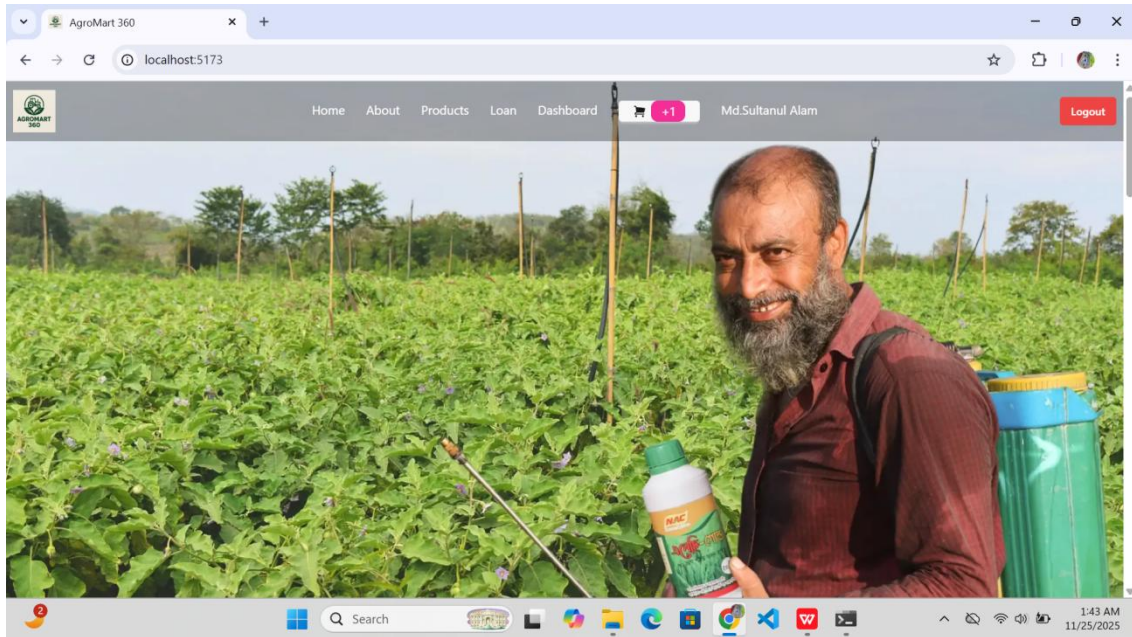 AgroMart 360
localhost:5173
AGROMART
360
Home About Products Loan Dashboard +1 Md.Sultanul Alam Logout
NAC
2
Search
1:43 AM
11/25/2025